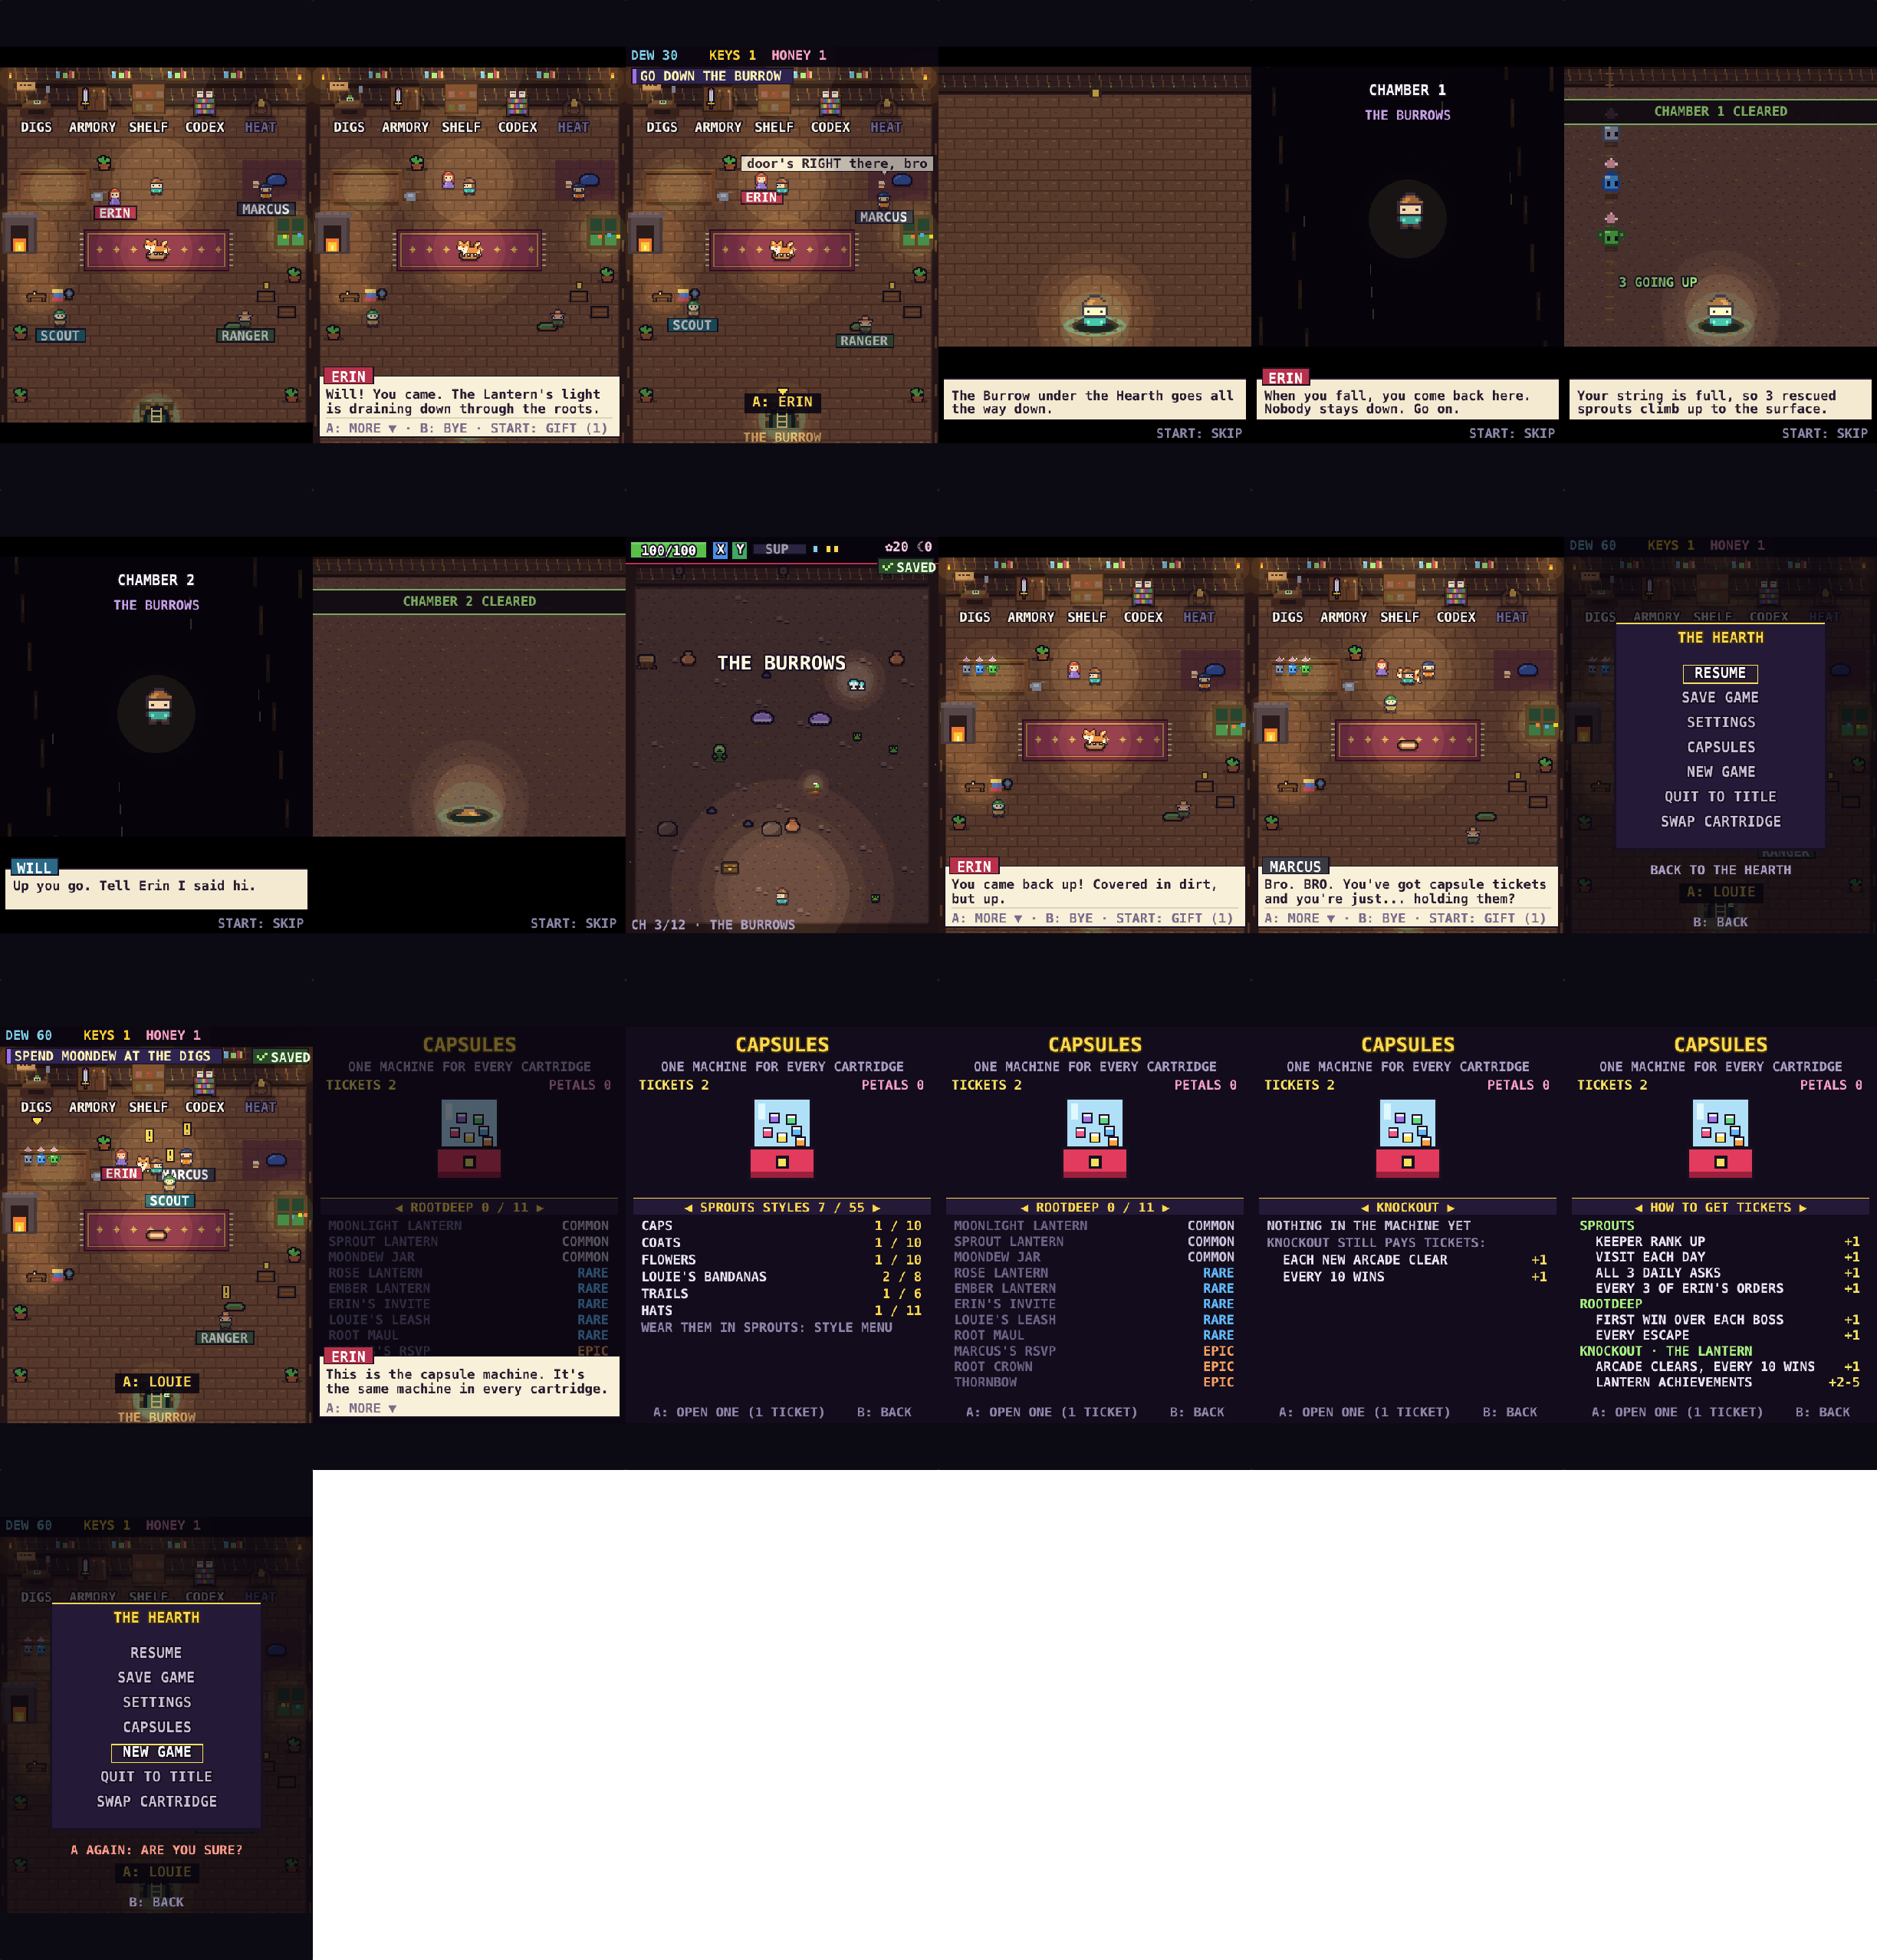 DIGS ARMORY SHELF CODEX HEAT
ERIN
MARCUS
SCOUT
RANGER
DIGS ARMORY SHELF CODEX HEAT
ERIN
Will! You came. The Lantern's light
is draining down through the roots.
A: MORE ▼ · B: BYE · START: GIFT (1)
DEW 30 KEYS 1 HONEY 1
GO DOWN THE BURROW
DIGS ARMORY SHELF CODEX HEAT
door's RIGHT there, bro
ERIN
MARCUS
SCOUT
RANGER
A: ERIN
THE BURROW
The Burrow under the Hearth goes all
the way down.
START: SKIP
CHAMBER 1
THE BURROWS
ERIN
When you fall, you come back here.
Nobody stays down. Go on.
START: SKIP
CHAMBER 1 CLEARED
3 GOING UP
Your string is full, so 3 rescued
sprouts climb up to the surface.
START: SKIP
CHAMBER 2
THE BURROWS
WILL
Up you go. Tell Erin I said hi.
START: SKIP
CHAMBER 2 CLEARED
START: SKIP
100/100 X Y SUP ✿20 ☾0
✓ SAVED
THE BURROWS
CH 3/12 · THE BURROWS
DIGS ARMORY SHELF CODEX HEAT
ERIN
You came back up! Covered in dirt,
but up.
A: MORE ▼ · B: BYE · START: GIFT (1)
DIGS ARMORY SHELF CODEX HEAT
MARCUS
Bro. BRO. You've got capsule tickets
and you're just... holding them?
A: MORE ▼ · B: BYE · START: GIFT (1)
DEW 60 KEYS 1 HONEY 1
DIGS ARMORY SHELF CODEX HEAT
THE HEARTH
RESUME
SAVE GAME
SETTINGS
CAPSULES
NEW GAME
QUIT TO TITLE
SWAP CARTRIDGE
RANGER
BACK TO THE HEARTH
A: LOUIE
B: BACK
DEW 60 KEYS 1 HONEY 1
SPEND MOONDEW AT THE DIGS
✓ SAVED
DIGS ARMORY SHELF CODEX HEAT
ERIN
MARCUS
SCOUT
RANGER
A: LOUIE
THE BURROW
CAPSULES
ONE MACHINE FOR EVERY CARTRIDGE
TICKETS 2 PETALS 0
◀ ROOTDEEP 0 / 11 ▶
MOONLIGHT LANTERN COMMON
SPROUT LANTERN COMMON
MOONDEW JAR COMMON
ROSE LANTERN RARE
EMBER LANTERN RARE
ERIN'S INVITE RARE
LOUIE'S LEASH RARE
ROOT MAUL RARE
'S RSVP EPIC
ERIN
This is the capsule machine. It's
the same machine in every cartridge.
A: MORE ▼
CAPSULES
ONE MACHINE FOR EVERY CARTRIDGE
TICKETS 2 PETALS 0
◀ SPROUTS STYLES 7 / 55 ▶
CAPS 1 / 10
COATS 1 / 10
FLOWERS 1 / 10
LOUIE'S BANDANAS 2 / 8
TRAILS 1 / 6
HATS 1 / 11
WEAR THEM IN SPROUTS: STYLE MENU
A: OPEN ONE (1 TICKET) B: BACK
CAPSULES
ONE MACHINE FOR EVERY CARTRIDGE
TICKETS 2 PETALS 0
◀ ROOTDEEP 0 / 11 ▶
MOONLIGHT LANTERN COMMON
SPROUT LANTERN COMMON
MOONDEW JAR COMMON
ROSE LANTERN RARE
EMBER LANTERN RARE
ERIN'S INVITE RARE
LOUIE'S LEASH RARE
ROOT MAUL RARE
MARCUS'S RSVP EPIC
ROOT CROWN EPIC
THORNBOW EPIC
A: OPEN ONE (1 TICKET) B: BACK
CAPSULES
ONE MACHINE FOR EVERY CARTRIDGE
TICKETS 2 PETALS 0
◀ KNOCKOUT ▶
NOTHING IN THE MACHINE YET
KNOCKOUT STILL PAYS TICKETS:
EACH NEW ARCADE CLEAR +1
EVERY 10 WINS +1
A: OPEN ONE (1 TICKET) B: BACK
CAPSULES
ONE MACHINE FOR EVERY CARTRIDGE
TICKETS 2 PETALS 0
◀ HOW TO GET TICKETS ▶
SPROUTS
KEEPER RANK UP +1
VISIT EACH DAY +1
ALL 3 DAILY ASKS +1
EVERY 3 OF ERIN'S ORDERS +1
ROOTDEEP
FIRST WIN OVER EACH BOSS +1
EVERY ESCAPE +1
KNOCKOUT · THE LANTERN
ARCADE CLEARS, EVERY 10 WINS +1
LANTERN ACHIEVEMENTS +2-5
A: OPEN ONE (1 TICKET) B: BACK
DEW 60 KEYS 1 HONEY 1
DIGS ARMORY SHELF CODEX HEAT
THE HEARTH
RESUME
SAVE GAME
SETTINGS
CAPSULES
NEW GAME
QUIT TO TITLE
SWAP CARTRIDGE
A AGAIN: ARE YOU SURE?
A: LOUIE
B: BACK